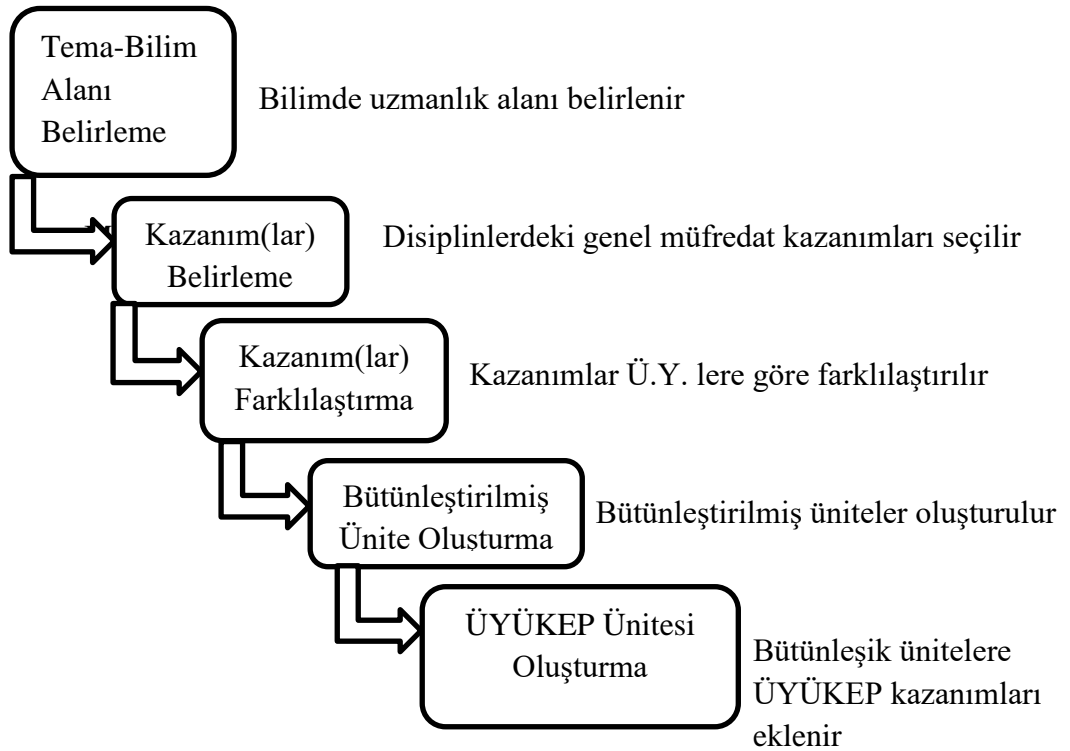 Tema-Bilim
Alanı
Belirleme
Bilimde uzmanlık alanı belirlenir
Kazanım(lar)
Belirleme
Disiplinlerdeki genel müfredat kazanımları seçilir
Kazanım(lar)
Farklılaştırma
Kazanımlar Ü.Y. lere göre farklılaştırılır
Bütünleştirilmiş
Ünite Oluşturma
Bütünleştirilmiş üniteler oluşturulur
ÜYÜKEP Ünitesi
Oluşturma
Bütünleşik ünitelere
ÜYÜKEP kazanımları
eklenir